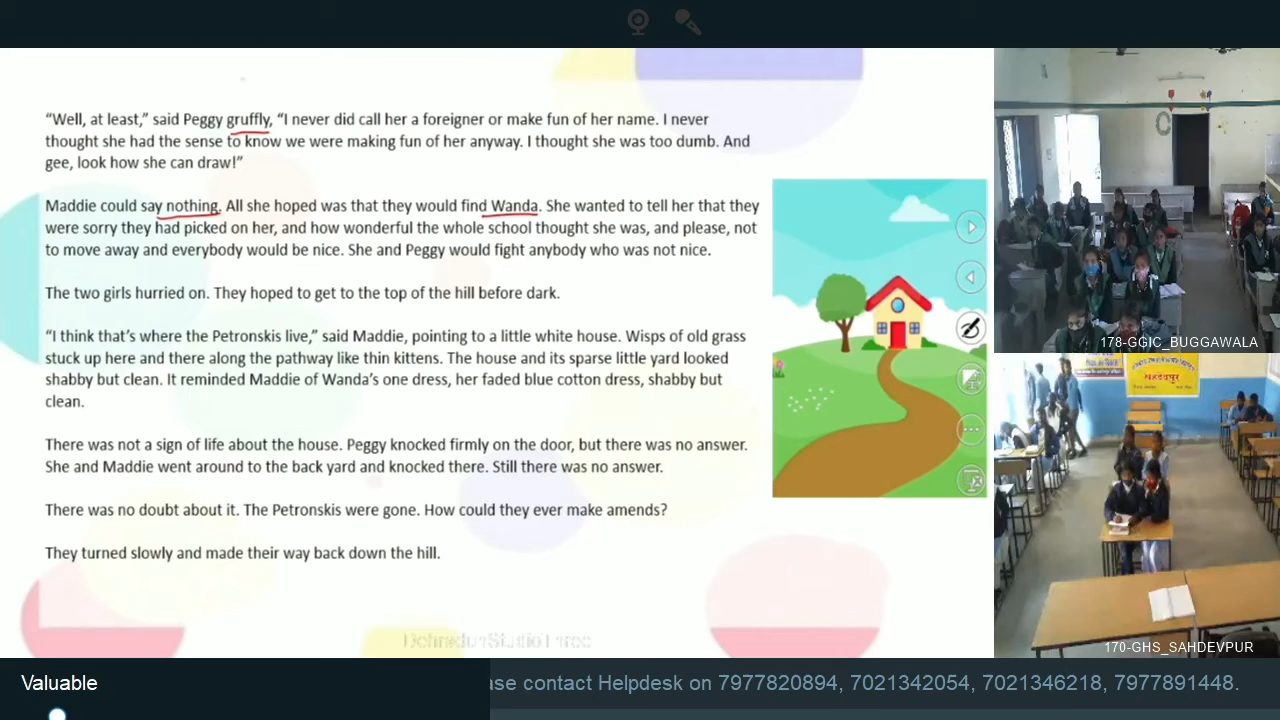 “Well, at least,” said Peggy gruffly, “I never did call her a foreigner or make fun of her name. I never
thought she had the sense to know we were making fun of her anyway. I thought she was too dumb. And
gee, look how she can draw!”
Maddie could say nothing. All she hoped was that they would find Wanda. She wanted to tell her that they
were sorry they had picked on her, and how wonderful the whole school thought she was, and please, not
to move away and everybody would be nice. She and Peggy would fight anybody who was not nice.
The two girls hurried on. They hoped to get to the top of the hill before dark.
“I think that’s where the Petronskis live,” said Maddie, pointing to a little white house. Wisps of old grass
stuck up here and there along the pathway like thin kittens. The house and its sparse little yard looked
shabby but clean. It reminded Maddie of Wanda’s one dress, her faded blue cotton dress, shabby but
clean.
There was not a sign of life about the house. Peggy knocked firmly on the door, but there was no answer.
She and Maddie went around to the back yard and knocked there. Still there was no answer.
There was no doubt about it. The Petronskis were gone. How could they ever make amends?
They turned slowly and made their way back down the hill.
DehradunStudioThree
178-GGIC_BUGGAWALA
सहदेवपुर
170-GHS_SAHDEVPUR
Valuable
ase contact Helpdesk on 7977820894, 7021342054, 7021346218, 7977891448.